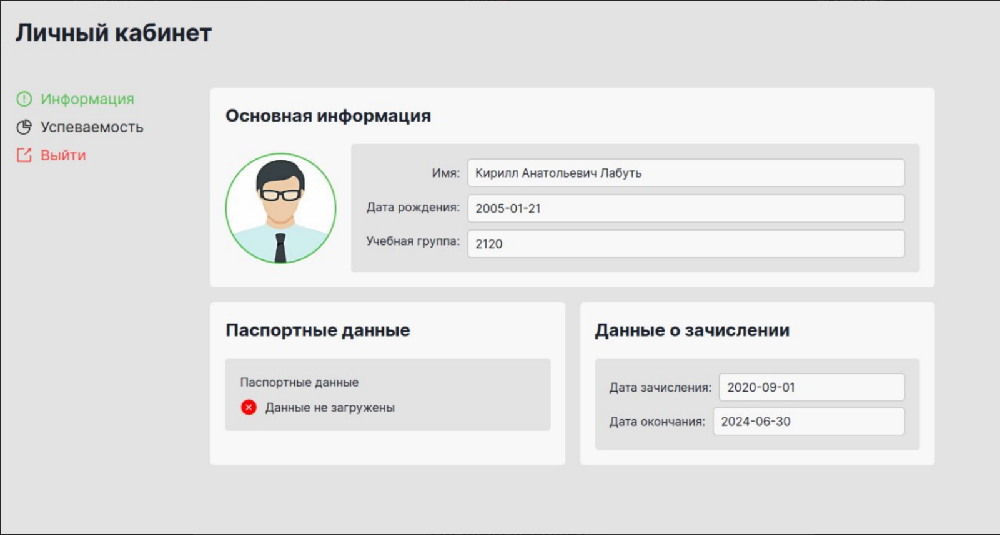 Личный кабинет
Информация
Успеваемость
Выйти
Основная информация
Имя: Кирилл Анатольевич Лабуть
Дата рождения: 2005-01-21
Учебная группа: 2120
Паспортные данные
Паспортные данные
Данные не загружены
Данные о зачислении
Дата зачисления: 2020-09-01
Дата окончания: 2024-06-30